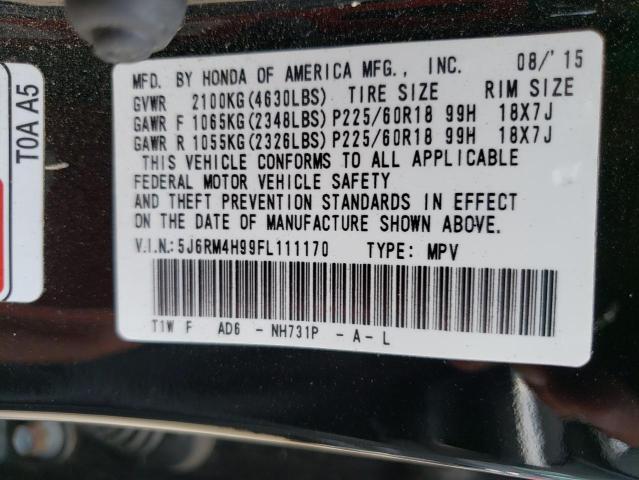 T0A A5
MFD. BY HONDA OF AMERICA MFG., INC. 08/'15
GVWR 2100KG(4630LBS) TIRE SIZE RIM SIZE
GAWR F 1065KG(2348LBS)P225/60R18 99H 18X7J
GAWR R 1055KG(2326LBS)P225/60R18 99H 18X7J
THIS VEHICLE CONFORMS TO ALL APPLICABLE
FEDERAL MOTOR VEHICLE SAFETY
AND THEFT PREVENTION STANDARDS IN EFFECT
ON THE DATE OF MANUFACTURE SHOWN ABOVE.
V.I.N.:5J6RM4H99FL111170 TYPE: MPV
T1W F AD6 - NH731P - A - L